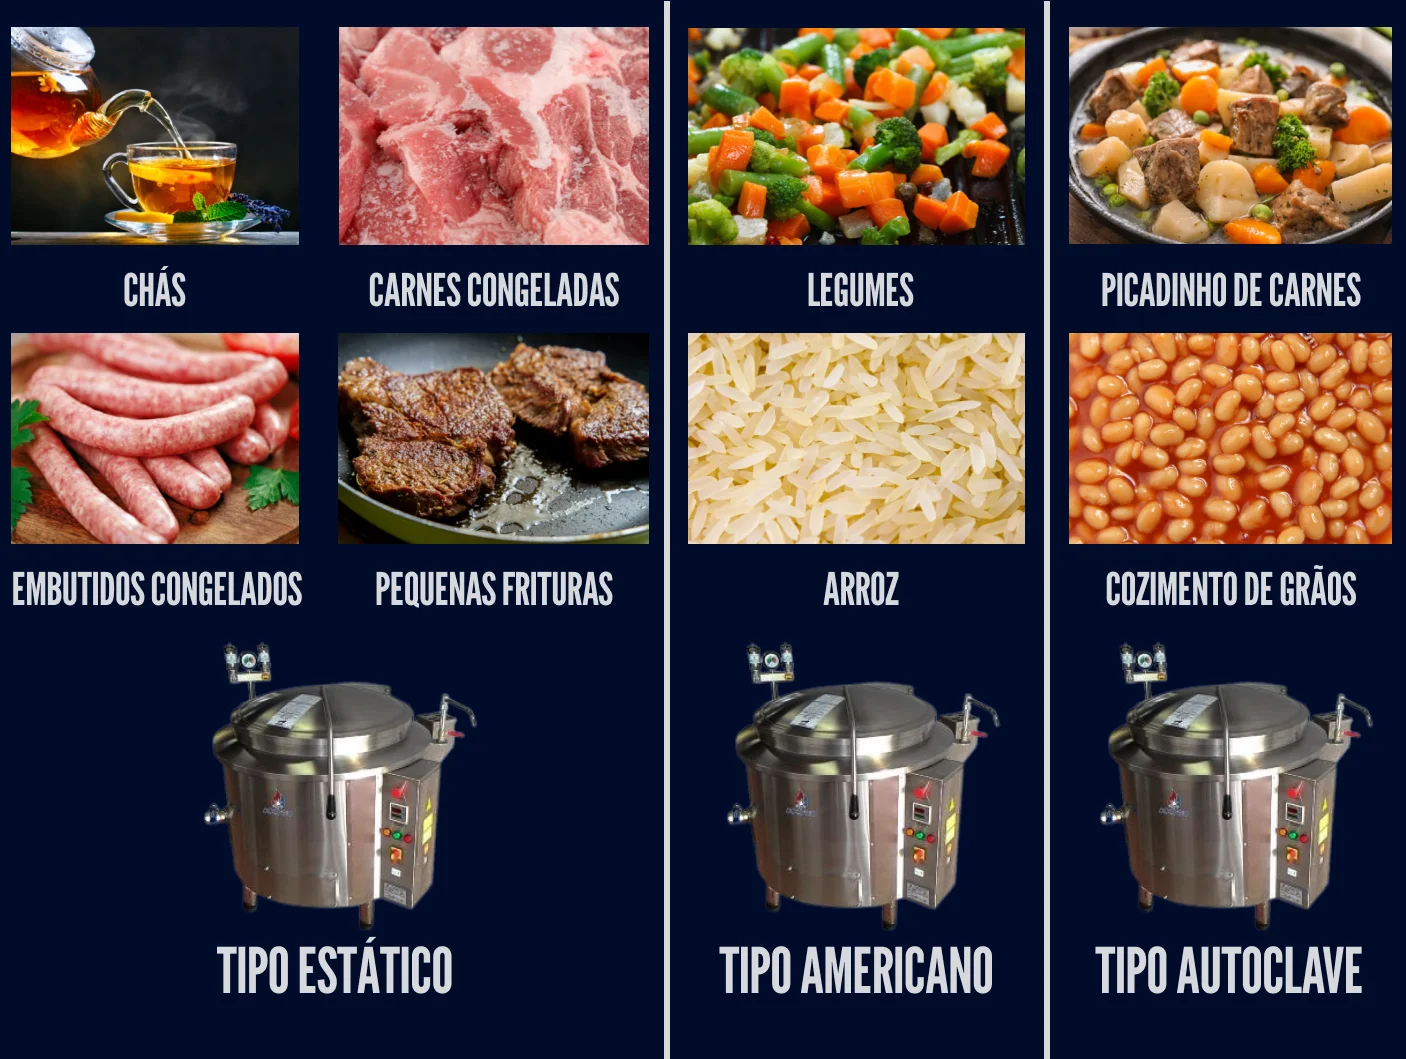 CHÁS
CARNES CONGELADAS
EMBUTIDOS CONGELADOS
PEQUENAS FRITURAS
TIPO ESTÁTICO
LEGUMES
ARROZ
TIPO AMERICANO
PICADINHO DE CARNES
COZIMENTO DE GRÃOS
TIPO AUTOCLAVE